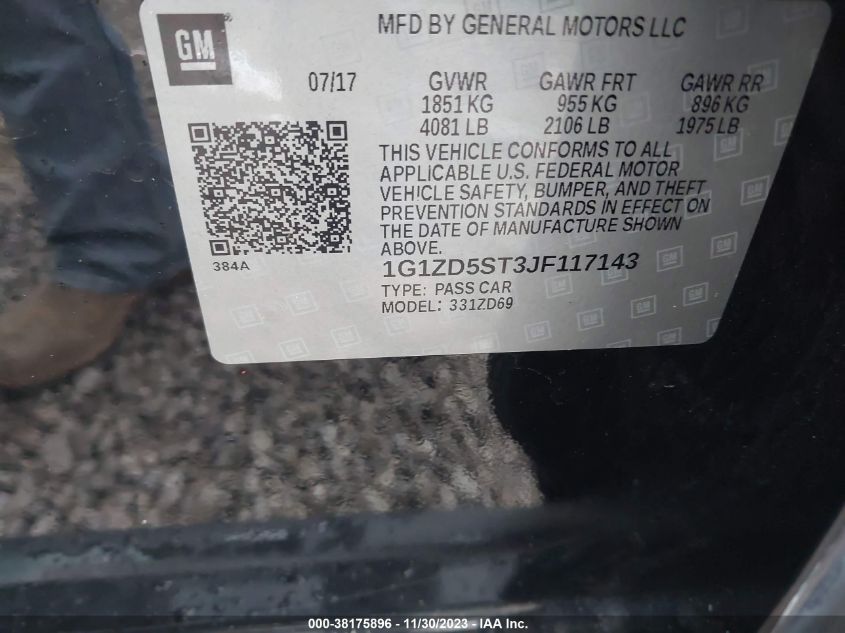 GM
MFD BY GENERAL MOTORS LLC
07/17 GVWR GAWR FRT GAWR RR
1851 KG 955 KG 896 KG
4081 LB 2106 LB 1975 LB
THIS VEHICLE CONFORMS TO ALL
APPLICABLE U.S. FEDERAL MOTOR
VEHICLE SAFETY, BUMPER, AND THEFT
PREVENTION STANDARDS IN EFFECT ON
THE DATE OF MANUFACTURE SHOWN
ABOVE.
384A
1G1ZD5ST3JF117143
TYPE: PASS CAR
MODEL: 331ZD69
000-38175896 - 11/30/2023 - IAA Inc.